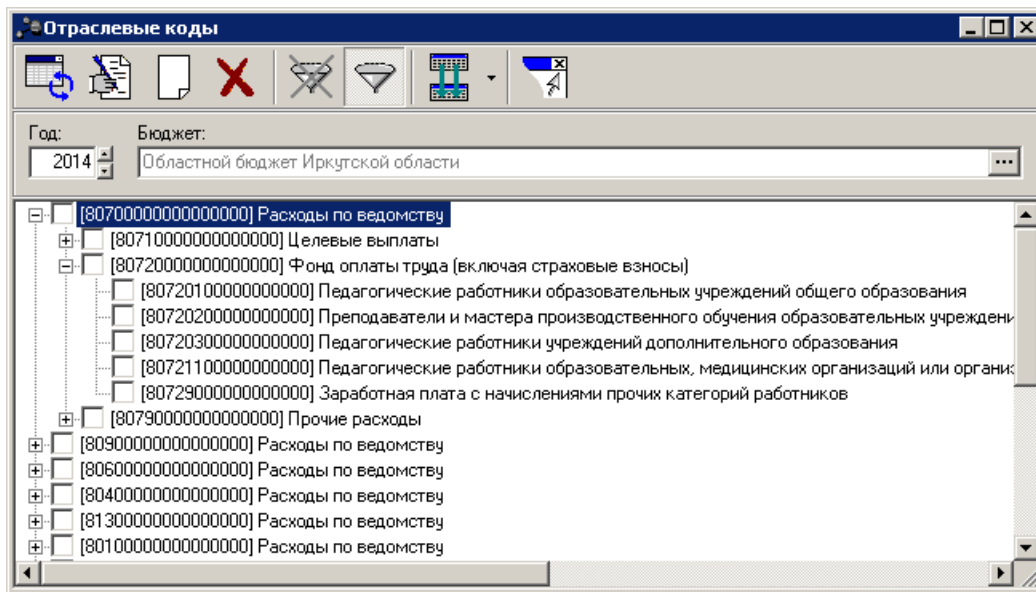 Отраслевые коды
Год:
Бюджет:
2014
Областной бюджет Иркутской области
[80700000000000000] Расходы по ведомству
[80710000000000000] Целевые выплаты
[80720000000000000] Фонд оплаты труда (включая страховые взносы)
[80720100000000000] Педагогические работники образовательных учреждений общего образования
[80720200000000000] Преподаватели и мастера производственного обучения образовательных учреждени
[80720300000000000] Педагогические работники учреждений дополнительного образования
[80721100000000000] Педагогические работники образовательных, медицинских организаций или органи
[80729000000000000] Заработная плата с начислениями прочих категорий работников
[80790000000000000] Прочие расходы
[80900000000000000] Расходы по ведомству
[80600000000000000] Расходы по ведомству
[80400000000000000] Расходы по ведомству
[81300000000000000] Расходы по ведомству
[80100000000000000] Расходы по ведомству